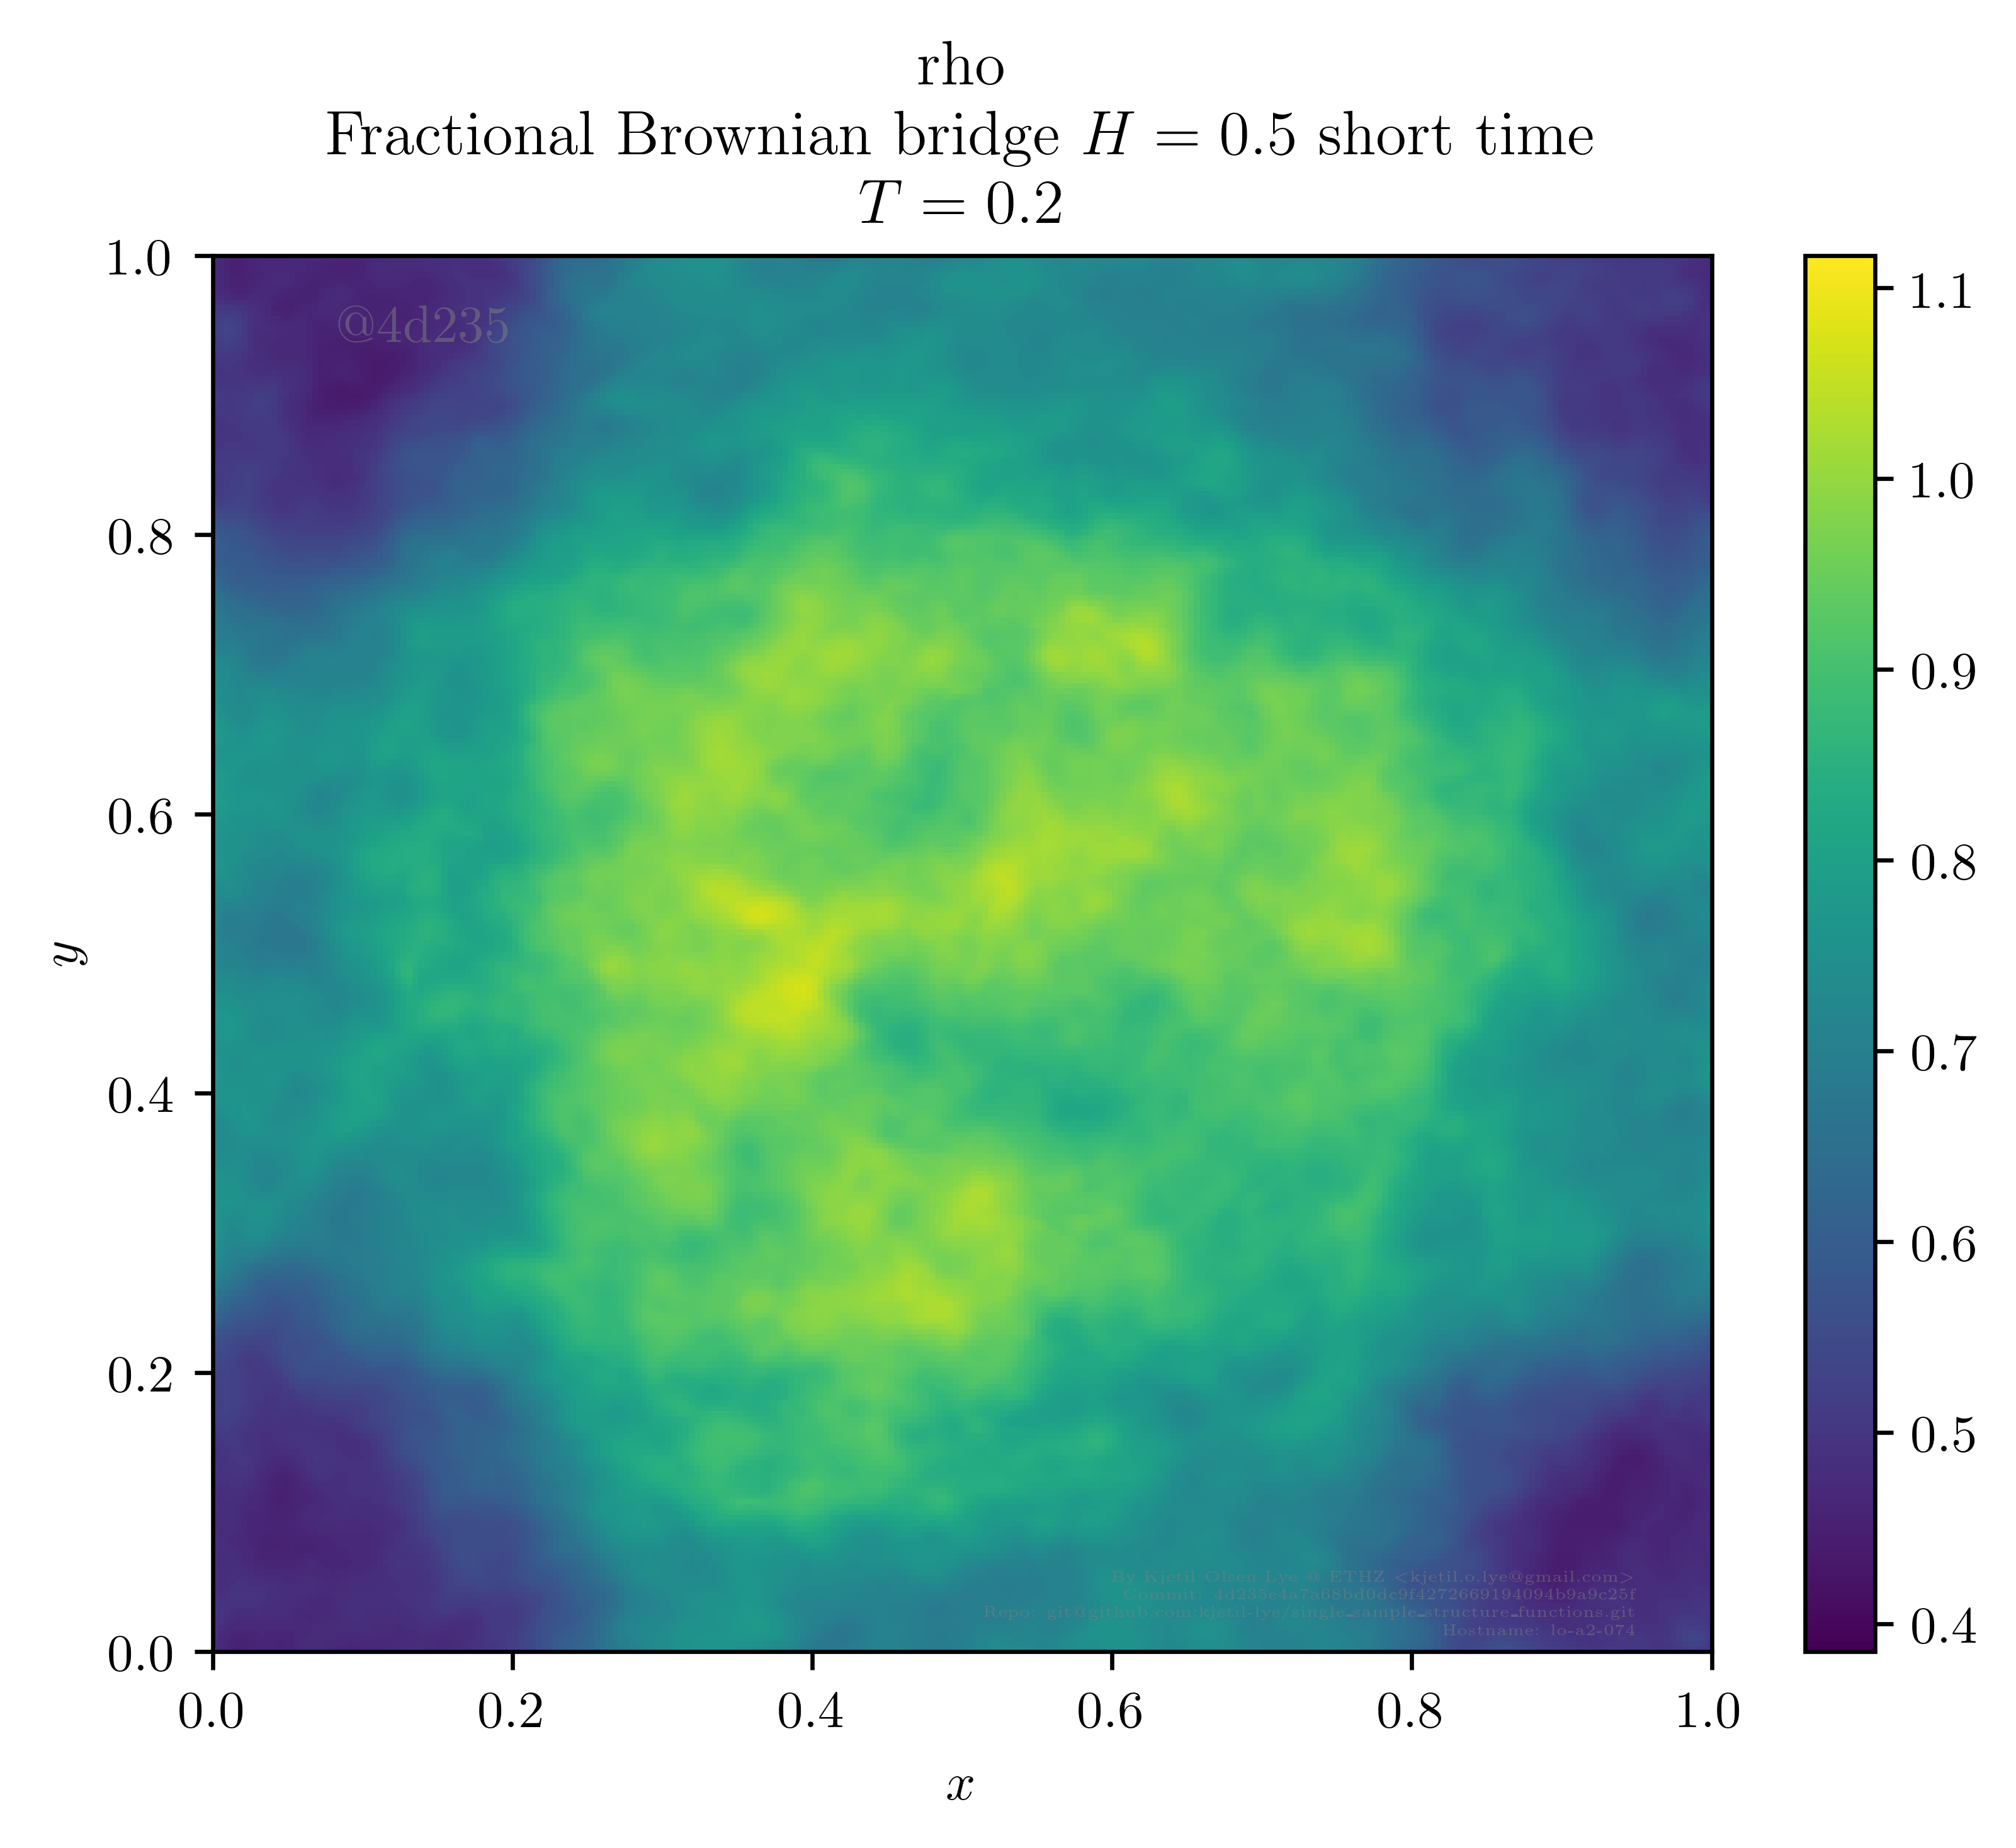 rho
Fractional Brownian bridge H = 0.5 short time
T = 0.2
1.0
0.8
0.6
0.4
0.2
0.0
y
@4d235
By Kjetil Olsen Lye @ ETHZ <kjetil.o.lye@gmail.com>
Repo: git@github.com:kjetil-lye/single_sample_structure_functions.git
Hostname: lo-a2-074
0.0 0.2 0.4 0.6 0.8 1.0
x
1.1
1.0
0.9
0.8
0.7
0.6
0.5
0.4